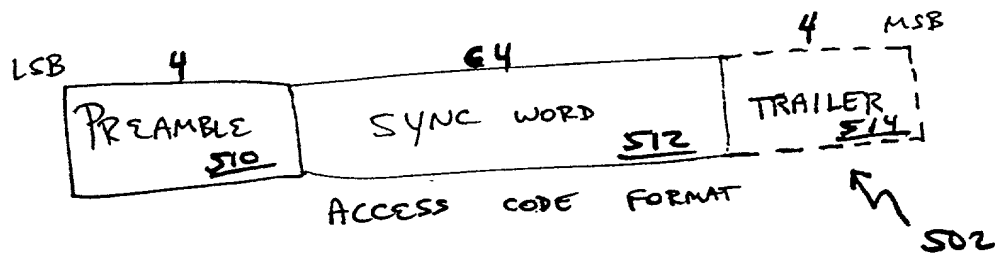 LSB 4 64 4 MSB
PREAMBLE SYNC WORD TRAILER
510 512 514
ACCESS CODE FORMAT
502